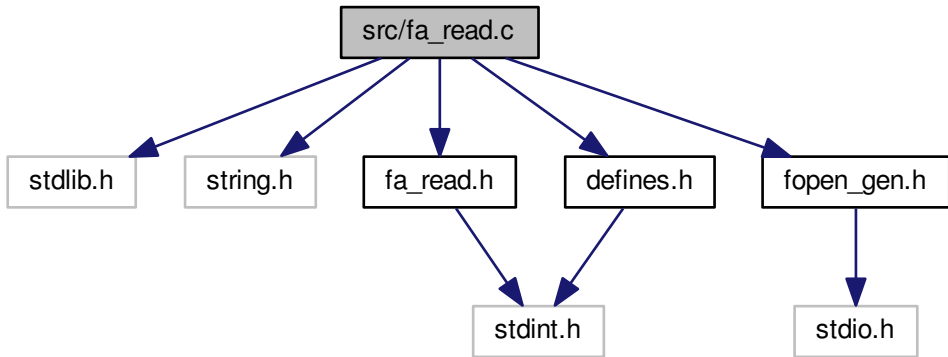 src/fa_read.c
stdlib.h
string.h
fa_read.h
defines.h
fopen_gen.h
stdint.h
stdio.h